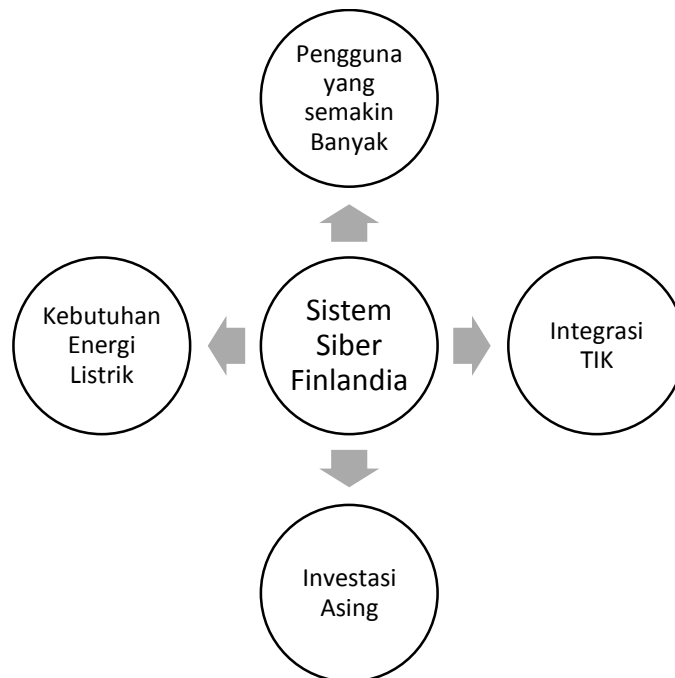 Pengguna
yang
semakin
Banyak
Kebutuhan
Energi
Listrik
Sistem
Siber
Finlandia
Integrasi
TIK
Investasi
Asing